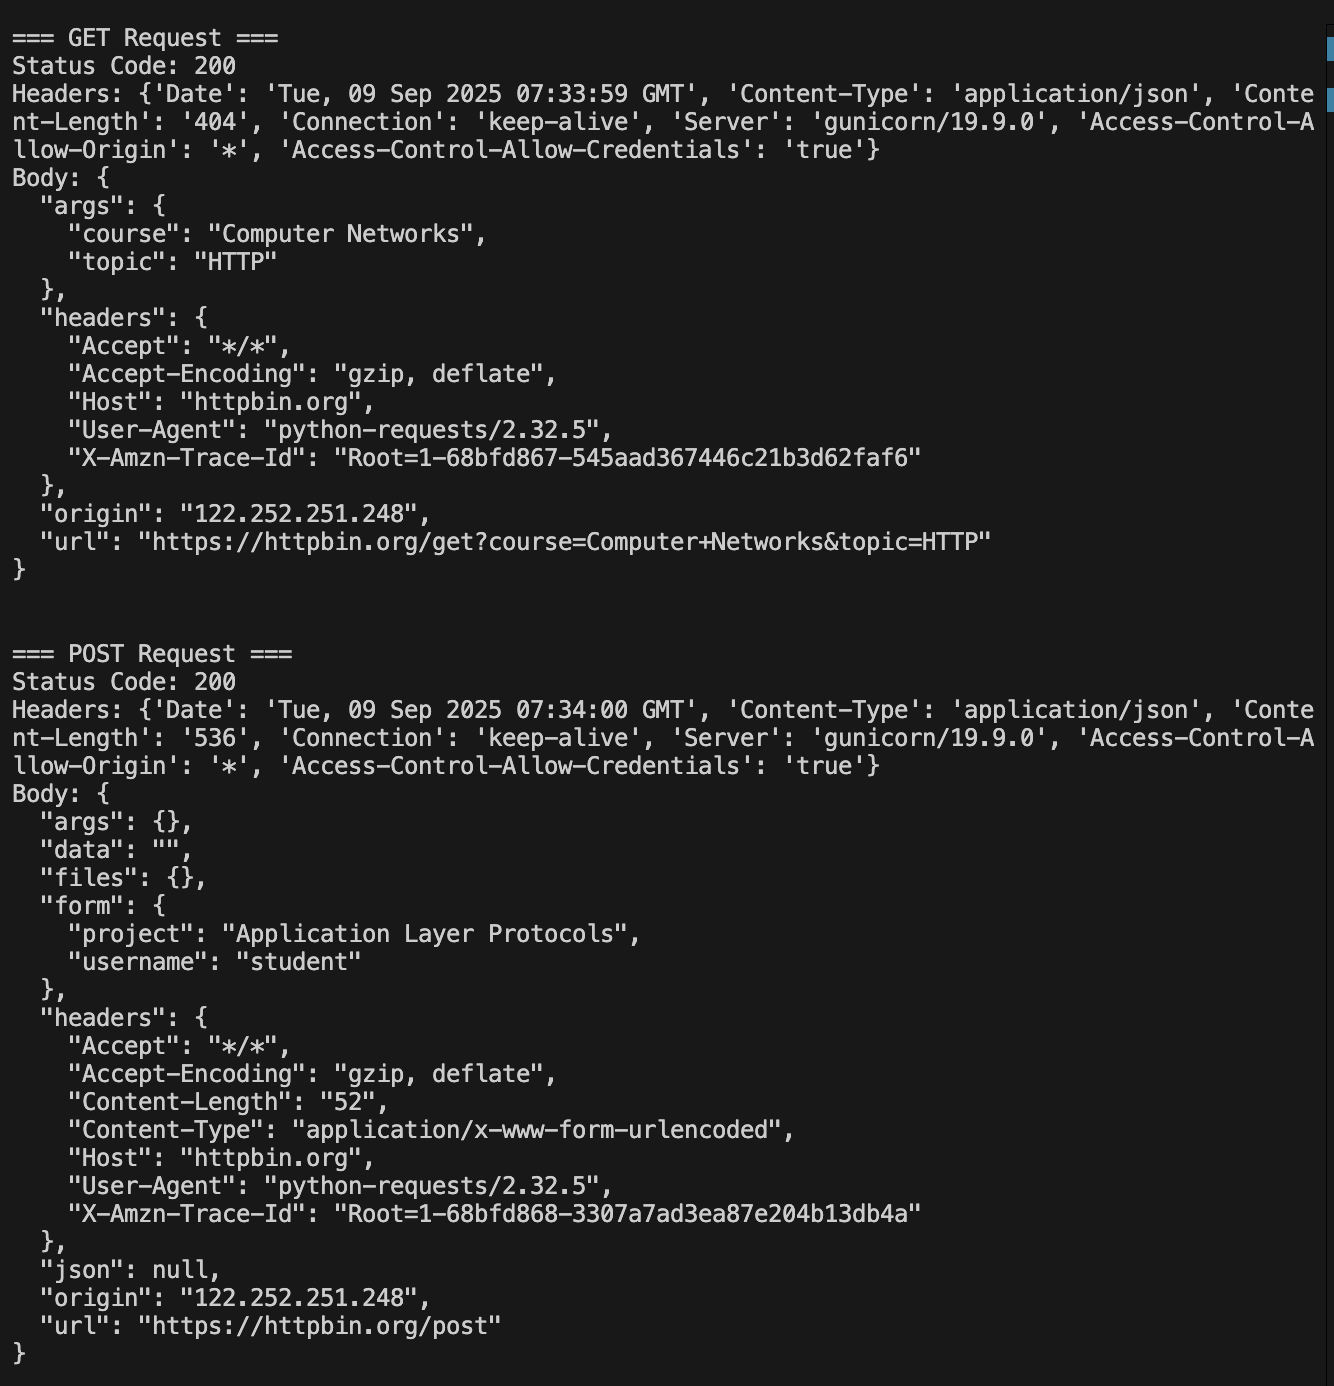 === GET Request ===
Status Code: 200
Headers: {'Date': 'Tue, 09 Sep 2025 07:33:59 GMT', 'Content-Type': 'application/json', 'Conte
nt-Length': '404', 'Connection': 'keep-alive', 'Server': 'gunicorn/19.9.0', 'Access-Control-A
llow-Origin': '*', 'Access-Control-Allow-Credentials': 'true'}
Body: {
  "args": {
    "course": "Computer Networks",
    "topic": "HTTP"
  },
  "headers": {
    "Accept": "*/*",
    "Accept-Encoding": "gzip, deflate",
    "Host": "httpbin.org",
    "User-Agent": "python-requests/2.32.5",
    "X-Amzn-Trace-Id": "Root=1-68bfd867-545aad367446c21b3d62faf6"
  },
  "origin": "122.252.251.248",
  "url": "https://httpbin.org/get?course=Computer+Networks&topic=HTTP"
}
=== POST Request ===
Status Code: 200
Headers: {'Date': 'Tue, 09 Sep 2025 07:34:00 GMT', 'Content-Type': 'application/json', 'Conte
nt-Length': '536', 'Connection': 'keep-alive', 'Server': 'gunicorn/19.9.0', 'Access-Control-A
llow-Origin': '*', 'Access-Control-Allow-Credentials': 'true'}
Body: {
  "args": {},
  "data": "",
  "files": {},
  "form": {
    "project": "Application Layer Protocols",
    "username": "student"
  },
  "headers": {
    "Accept": "*/*",
    "Accept-Encoding": "gzip, deflate",
    "Content-Length": "52",
    "Content-Type": "application/x-www-form-urlencoded",
    "Host": "httpbin.org",
    "User-Agent": "python-requests/2.32.5",
    "X-Amzn-Trace-Id": "Root=1-68bfd868-3307a7ad3ea87e204b13db4a"
  },
  "json": null,
  "origin": "122.252.251.248",
  "url": "https://httpbin.org/post"
}